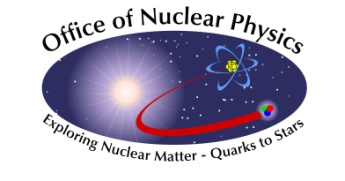 Office of Nuclear Physics
Exploring Nuclear Matter - Quarks to Stars